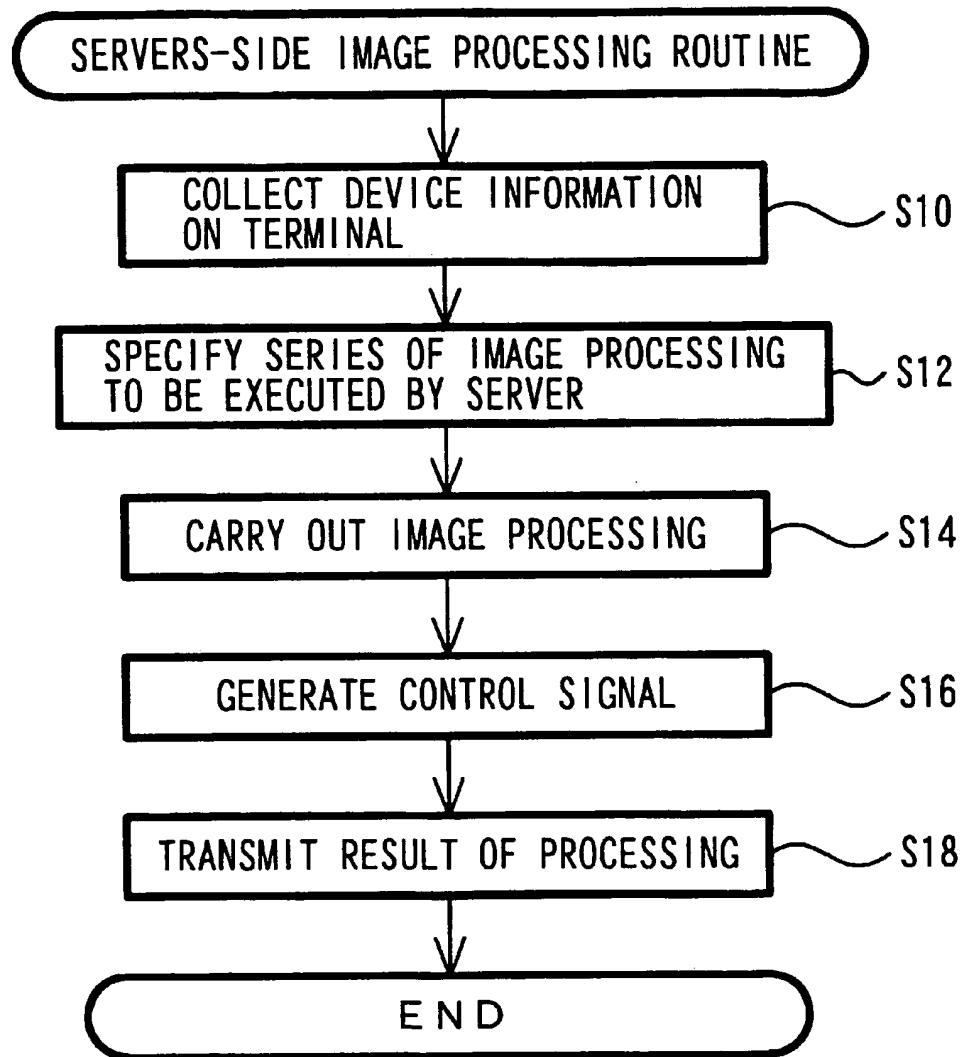 SERVERS-SIDE IMAGE PROCESSING ROUTINE
COLLECT DEVICE INFORMATION
ON TERMINAL
S10
SPECIFY SERIES OF IMAGE PROCESSING
TO BE EXECUTED BY SERVER
S12
CARRY OUT IMAGE PROCESSING
S14
GENERATE CONTROL SIGNAL
S16
TRANSMIT RESULT OF PROCESSING
S18
END